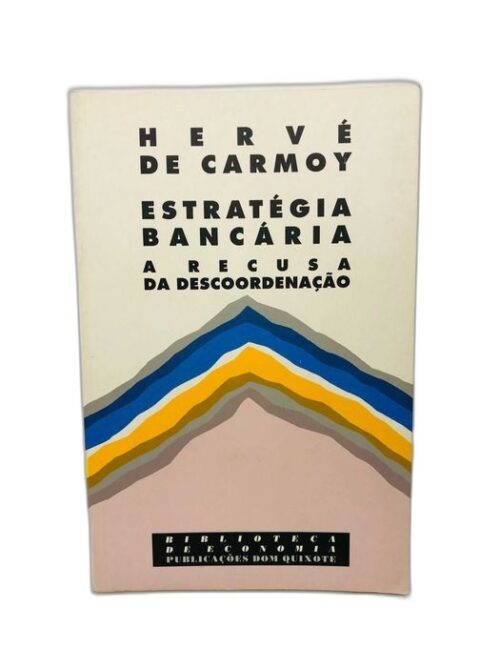 HERVÉ
DE CARMOY
ESTRATÉGIA
BANCÁRIA
A RECUSA
DA DESCOORDENAÇÃO
BIBLIOTECA
DE ECONOMIA
PUBLICAÇÕES DOM QUIXOTE